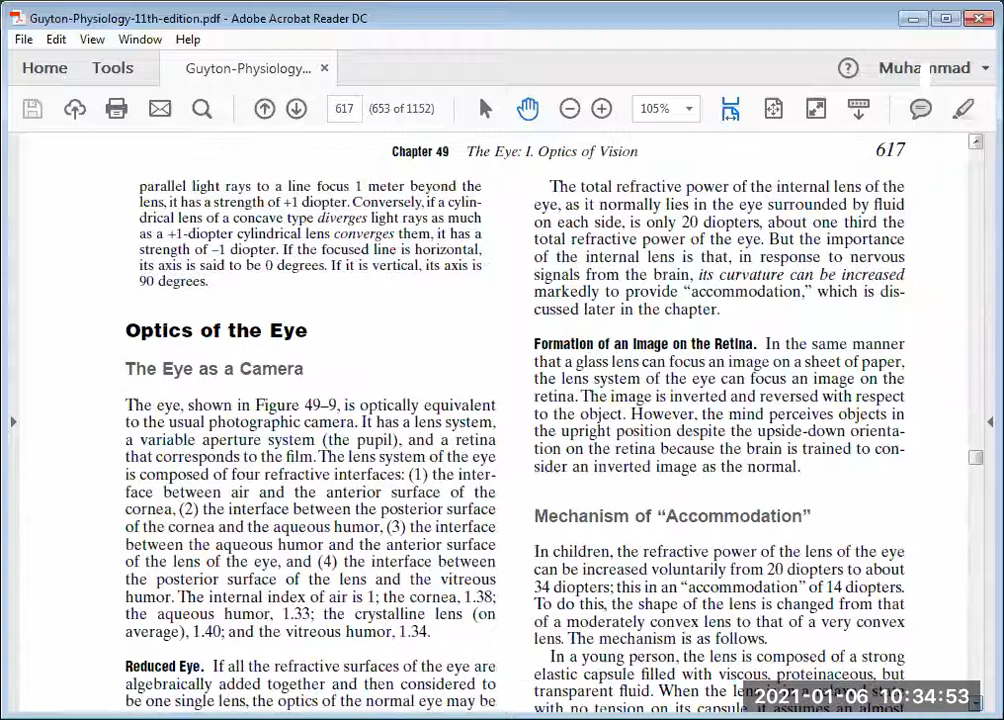 Guyton-Physiology-11th-edition.pdf - Adobe Acrobat Reader DC
File Edit View Window Help
Home Tools Guyton-Physiology... × ? Muhammad
617 (653 of 1152) 105%
Chapter 49 The Eye: I. Optics of Vision 617
parallel light rays to a line focus 1 meter beyond the
lens, it has a strength of +1 diopter. Conversely, if a cylin-
drical lens of a concave type diverges light rays as much
as a +1-diopter cylindrical lens converges them, it has a
strength of –1 diopter. If the focused line is horizontal,
its axis is said to be 0 degrees. If it is vertical, its axis is
90 degrees.
Optics of the Eye
The Eye as a Camera
The eye, shown in Figure 49–9, is optically equivalent
to the usual photographic camera. It has a lens system,
a variable aperture system (the pupil), and a retina
that corresponds to the film. The lens system of the eye
is composed of four refractive interfaces: (1) the inter-
face between air and the anterior surface of the
cornea, (2) the interface between the posterior surface
of the cornea and the aqueous humor, (3) the interface
between the aqueous humor and the anterior surface
of the lens of the eye, and (4) the interface between
the posterior surface of the lens and the vitreous
humor. The internal index of air is 1; the cornea, 1.38;
the aqueous humor, 1.33; the crystalline lens (on
average), 1.40; and the vitreous humor, 1.34.
Reduced Eye. If all the refractive surfaces of the eye are
algebraically added together and then considered to
be one single lens, the optics of the normal eye may be
The total refractive power of the internal lens of the
eye, as it normally lies in the eye surrounded by fluid
on each side, is only 20 diopters, about one third the
total refractive power of the eye. But the importance
of the internal lens is that, in response to nervous
signals from the brain, its curvature can be increased
markedly to provide “accommodation,” which is dis-
cussed later in the chapter.
Formation of an Image on the Retina. In the same manner
that a glass lens can focus an image on a sheet of paper,
the lens system of the eye can focus an image on the
retina. The image is inverted and reversed with respect
to the object. However, the mind perceives objects in
the upright position despite the upside-down orienta-
tion on the retina because the brain is trained to con-
sider an inverted image as the normal.
Mechanism of “Accommodation”
In children, the refractive power of the lens of the eye
can be increased voluntarily from 20 diopters to about
34 diopters; this in an “accommodation” of 14 diopters.
To do this, the shape of the lens is changed from that
of a moderately convex lens to that of a very convex
lens. The mechanism is as follows.
In a young person, the lens is composed of a strong
elastic capsule filled with viscous, proteinaceous, but
transparent fluid. When the
with no tension on its capsule, it assumes an almost
2021-01-06 10:34:53